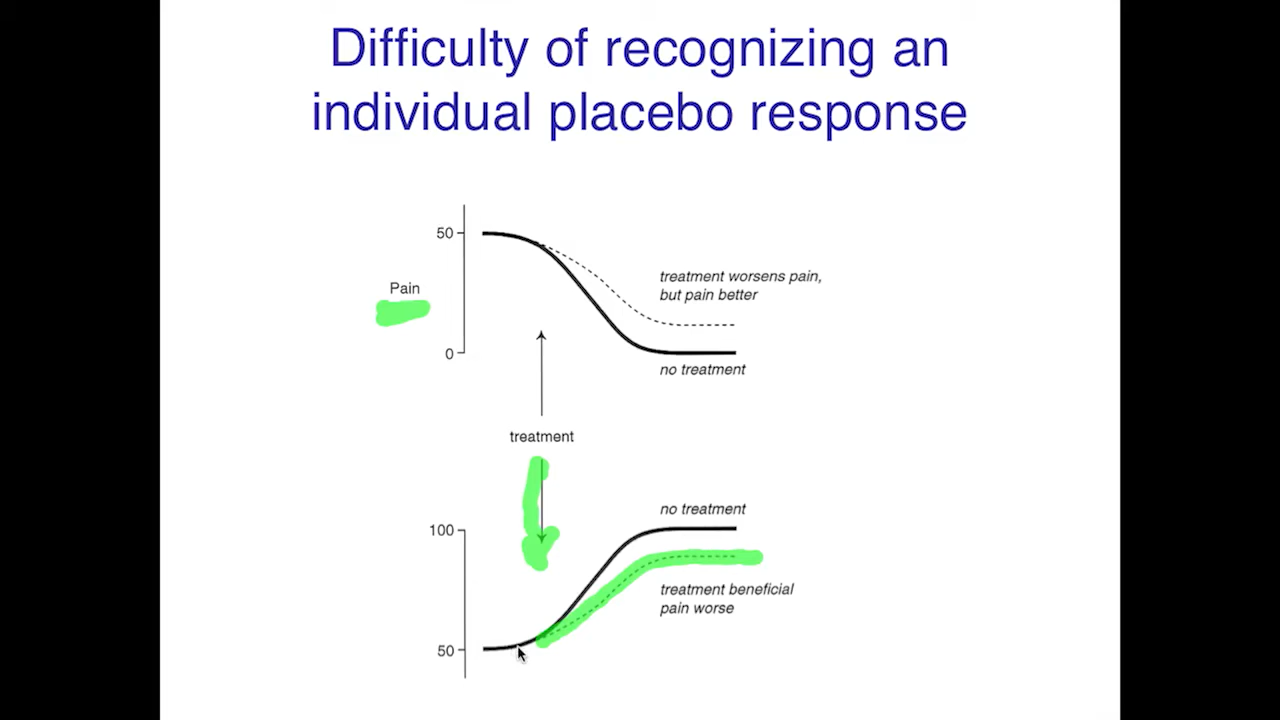 Difficulty of recognizing an
individual placebo response
50
Pain
0
treatment worsens pain,
but pain better
no treatment
treatment
no treatment
100
treatment beneficial
pain worse
50